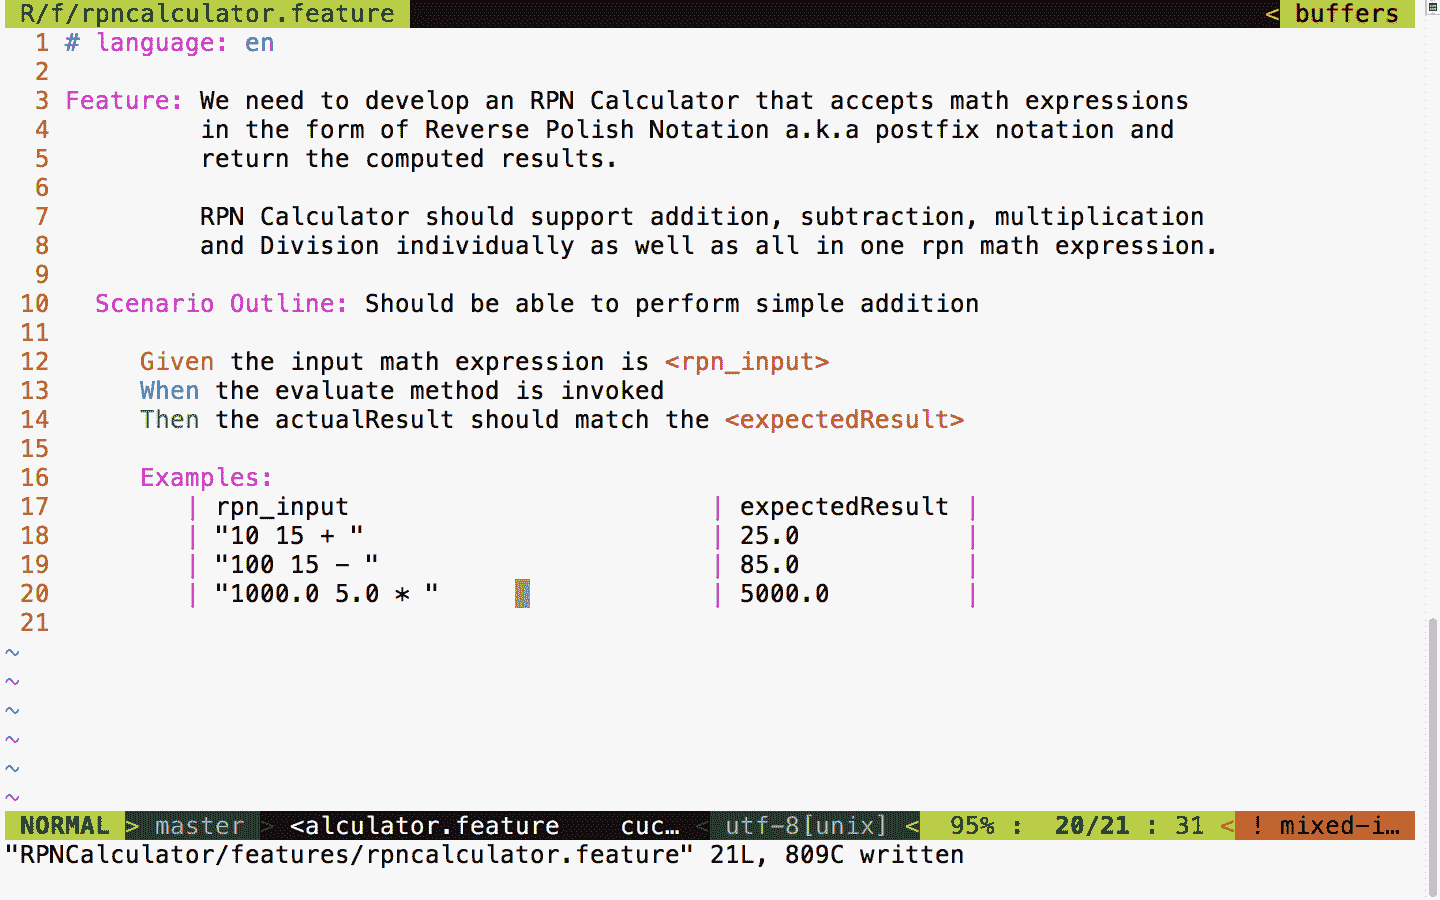 R/f/rpncalculator.feature < buffers
1 # language: en
2
3 Feature: We need to develop an RPN Calculator that accepts math expressions
4 in the form of Reverse Polish Notation a.k.a postfix notation and
5 return the computed results.
6
7 RPN Calculator should support addition, subtraction, multiplication
8 and Division individually as well as all in one rpn math expression.
9
10 Scenario Outline: Should be able to perform simple addition
11
12 Given the input math expression is <rpn_input>
13 When the evaluate method is invoked
14 Then the actualResult should match the <expectedResult>
15
16 Examples:
17 | rpn_input | expectedResult |
18 | "10 15 + " | 25.0 |
19 | "100 15 - " | 85.0 |
20 | "1000.0 5.0 * " | 5000.0 |
21
~
~
~
~
~
~
NORMAL > master > <alculator.feature cuc… < utf-8[unix] < 95% : 20/21 : 31 < ! mixed-i…
"RPNCalculator/features/rpncalculator.feature" 21L, 809C written